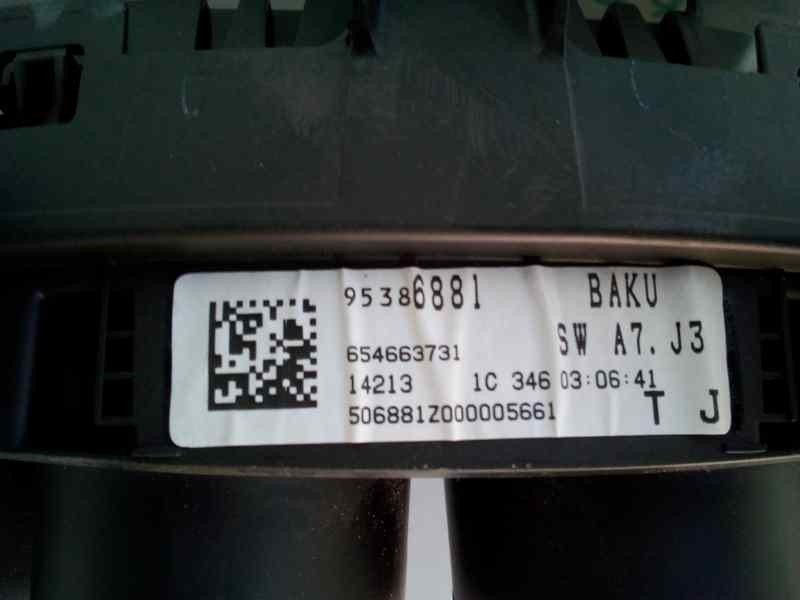 95386881 BAKU
654663731 SW A7.J3
14213 1C 346 03:06:41
506881Z000005661 T J